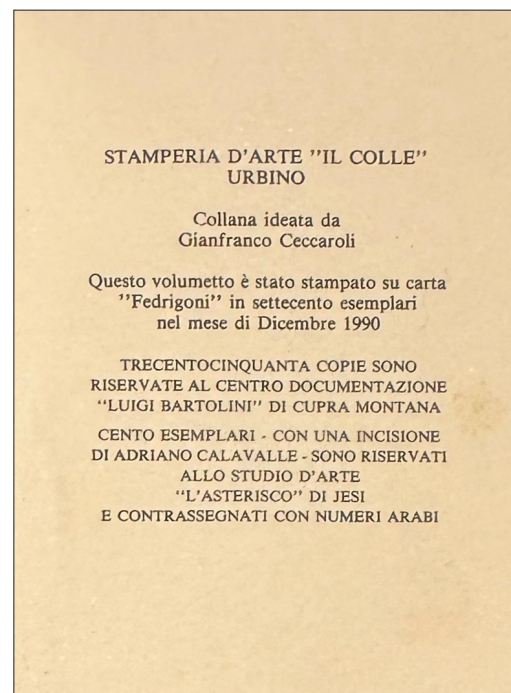 STAMPERIA D'ARTE "IL COLLE"
URBINO
Collana ideata da
Gianfranco Ceccaroli
Questo volumetto è stato stampato su carta
"Fedrigoni" in settecento esemplari
nel mese di Dicembre 1990
TRECENTOCINQUANTA COPIE SONO
RISERVATE AL CENTRO DOCUMENTAZIONE
"LUIGI BARTOLINI" DI CUPRA MONTANA
CENTO ESEMPLARI - CON UNA INCISIONE
DI ADRIANO CALAVALLE - SONO RISERVATI
ALLO STUDIO D'ARTE
"L'ASTERISCO" DI JESI
E CONTRASSEGNATI CON NUMERI ARABI